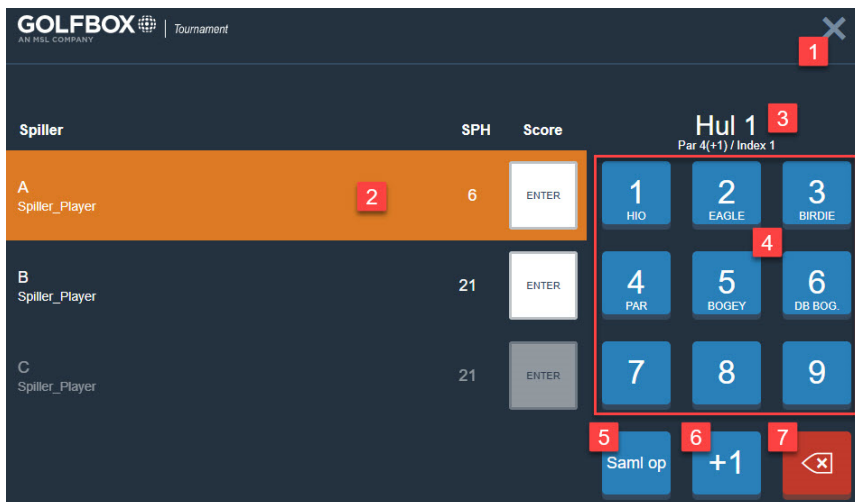 GOLFBOX | Tournament
AN MSL COMPANY
1
Spiller SPH Score
Hul 1 3
Par 4(+1) / Index 1
A
Spiller_Player
2 6 ENTER
B
Spiller_Player
21 ENTER
C
Spiller_Player
21 ENTER
1 2 3
HIO EAGLE BIRDIE
4
4 5 6
PAR BOGEY DB BOG.
7 8 9
5 6 7
Saml op +1